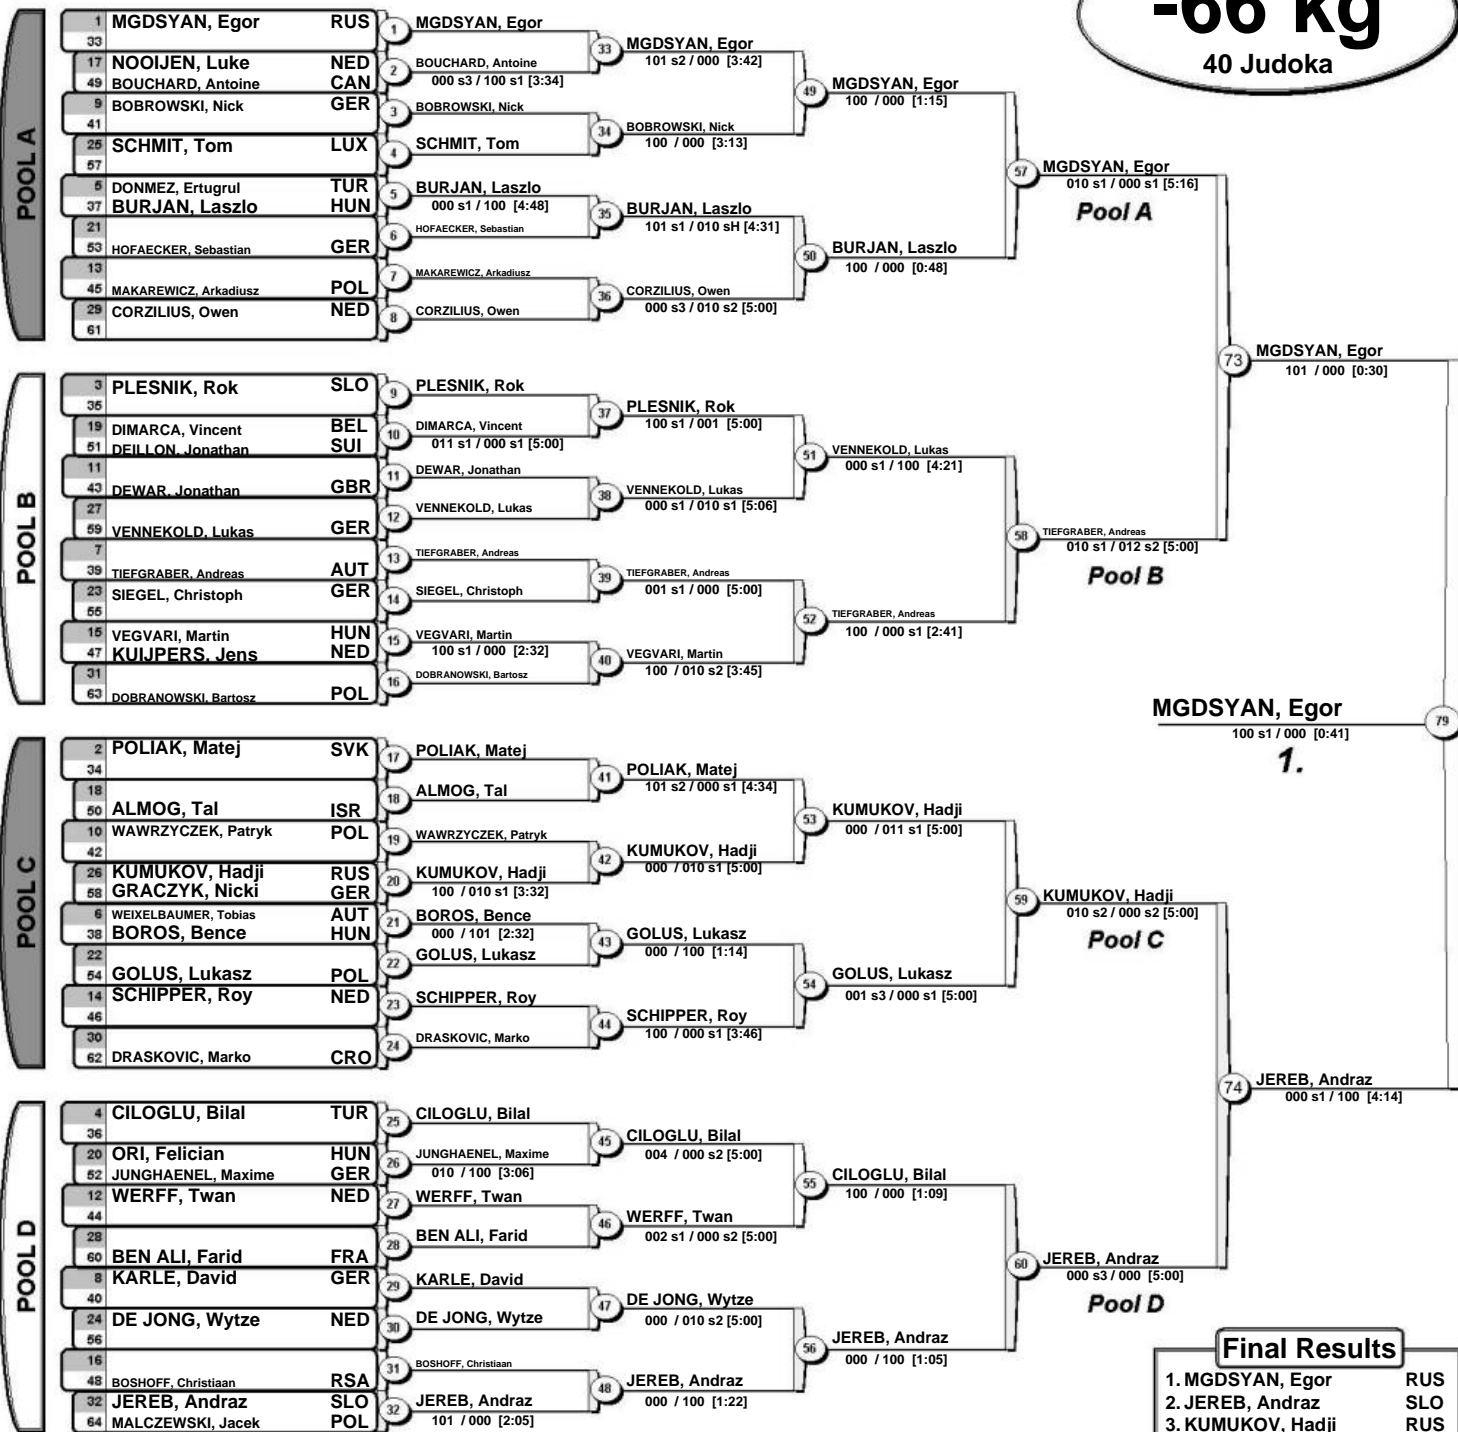 -66 kg
40 Judoka
POOL A
1 MGDSYAN, Egor RUS
33
17 NOOIJEN, Luke NED
49 BOUCHARD, Antoine CAN
9 BOBROWSKI, Nick GER
41
25 SCHMIT, Tom LUX
57
5 DONMEZ, Ertugrul TUR
37 BURJAN, Laszlo HUN
21
53 HOFAECKER, Sebastian GER
13
45 MAKAREWICZ, Arkadiusz POL
29 CORZILIUS, Owen NED
61
1 MGDSYAN, Egor
2 BOUCHARD, Antoine
000 s3 / 100 s1 [3:34]
3 BOBROWSKI, Nick
4 SCHMIT, Tom
5 BURJAN, Laszlo
000 s1 / 100 [4:48]
6 HOFAECKER, Sebastian
7 MAKAREWICZ, Arkadiusz
8 CORZILIUS, Owen
33 MGDSYAN, Egor
101 s2 / 000 [3:42]
34 BOBROWSKI, Nick
100 / 000 [3:13]
35 BURJAN, Laszlo
101 s1 / 010 sH [4:31]
36 CORZILIUS, Owen
000 s3 / 010 s2 [5:00]
49 MGDSYAN, Egor
100 / 000 [1:15]
50 BURJAN, Laszlo
100 / 000 [0:48]
57 MGDSYAN, Egor
010 s1 / 000 s1 [5:16]
Pool A
POOL B
3 PLESNIK, Rok SLO
35
19 DIMARCA, Vincent BEL
51 DEILLON, Jonathan SUI
11
43 DEWAR, Jonathan GBR
27
59 VENNEKOLD, Lukas GER
7
39 TIEFGRABER, Andreas AUT
23 SIEGEL, Christoph GER
55
15 VEGVARI, Martin HUN
47 KUIJPERS, Jens NED
31
63 DOBRANOWSKI, Bartosz POL
9 PLESNIK, Rok
10 DIMARCA, Vincent
011 s1 / 000 s1 [5:00]
11 DEWAR, Jonathan
12 VENNEKOLD, Lukas
13 TIEFGRABER, Andreas
14 SIEGEL, Christoph
15 VEGVARI, Martin
100 s1 / 000 [2:32]
16 DOBRANOWSKI, Bartosz
37 PLESNIK, Rok
100 s1 / 001 [5:00]
38 VENNEKOLD, Lukas
000 s1 / 010 s1 [5:06]
39 TIEFGRABER, Andreas
001 s1 / 000 [5:00]
40 VEGVARI, Martin
100 / 010 s2 [3:45]
51 VENNEKOLD, Lukas
000 s1 / 100 [4:21]
52 TIEFGRABER, Andreas
100 / 000 s1 [2:41]
58 TIEFGRABER, Andreas
010 s1 / 012 s2 [5:00]
Pool B
73 MGDSYAN, Egor
101 / 000 [0:30]
MGDSYAN, Egor 79
100 s1 / 000 [0:41]
1.
POOL C
2 POLIAK, Matej SVK
34
18
50 ALMOG, Tal ISR
10 WAWRZYCZEK, Patryk POL
42
26 KUMUKOV, Hadji RUS
58 GRACZYK, Nicki GER
6 WEIXELBAUMER, Tobias AUT
38 BOROS, Bence HUN
22
54 GOLUS, Lukasz POL
14 SCHIPPER, Roy NED
46
30
62 DRASKOVIC, Marko CRO
17 POLIAK, Matej
18 ALMOG, Tal
19 WAWRZYCZEK, Patryk
20 KUMUKOV, Hadji
100 / 010 s1 [3:32]
21 BOROS, Bence
000 / 101 [2:32]
22 GOLUS, Lukasz
23 SCHIPPER, Roy
24 DRASKOVIC, Marko
41 POLIAK, Matej
101 s2 / 000 s1 [4:34]
42 KUMUKOV, Hadji
000 / 010 s1 [5:00]
43 GOLUS, Lukasz
000 / 100 [1:14]
44 SCHIPPER, Roy
100 / 000 s1 [3:46]
53 KUMUKOV, Hadji
000 / 011 s1 [5:00]
54 GOLUS, Lukasz
001 s3 / 000 s1 [5:00]
59 KUMUKOV, Hadji
010 s2 / 000 s2 [5:00]
Pool C
POOL D
4 CILOGLU, Bilal TUR
36
20 ORI, Felician HUN
52 JUNGHAENEL, Maxime GER
12 WERFF, Twan NED
44
28
60 BEN ALI, Farid FRA
8 KARLE, David GER
40
24 DE JONG, Wytze NED
56
16
48 BOSHOFF, Christiaan RSA
32 JEREB, Andraz SLO
64 MALCZEWSKI, Jacek POL
25 CILOGLU, Bilal
26 JUNGHAENEL, Maxime
010 / 100 [3:06]
27 WERFF, Twan
28 BEN ALI, Farid
29 KARLE, David
30 DE JONG, Wytze
31 BOSHOFF, Christiaan
32 JEREB, Andraz
101 / 000 [2:05]
45 CILOGLU, Bilal
004 / 000 s2 [5:00]
46 WERFF, Twan
002 s1 / 000 s2 [5:00]
47 DE JONG, Wytze
000 / 010 s2 [5:00]
48 JEREB, Andraz
000 / 100 [1:22]
55 CILOGLU, Bilal
100 / 000 [1:09]
56 JEREB, Andraz
000 / 100 [1:05]
60 JEREB, Andraz
000 s3 / 000 [5:00]
Pool D
74 JEREB, Andraz
000 s1 / 100 [4:14]
Final Results
1. MGDSYAN, Egor RUS
2. JEREB, Andraz SLO
3. KUMUKOV, Hadji RUS